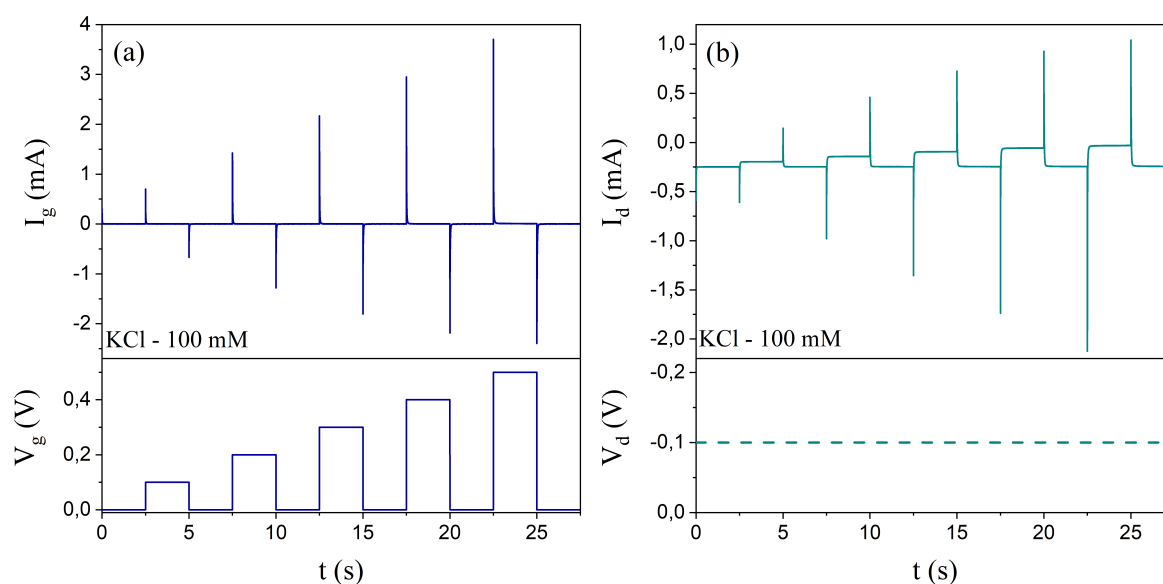 (a)
I_g (mA)
4
3
2
1
0
-1
-2
KCl - 100 mM
V_g (V)
0,4
0,2
0,0
0 5 10 15 20 25
t (s)
(b)
I_d (mA)
1,0
0,5
0,0
-0,5
-1,0
-1,5
-2,0
KCl - 100 mM
V_d (V)
-0,2
-0,1
0,0
0 5 10 15 20 25
t (s)